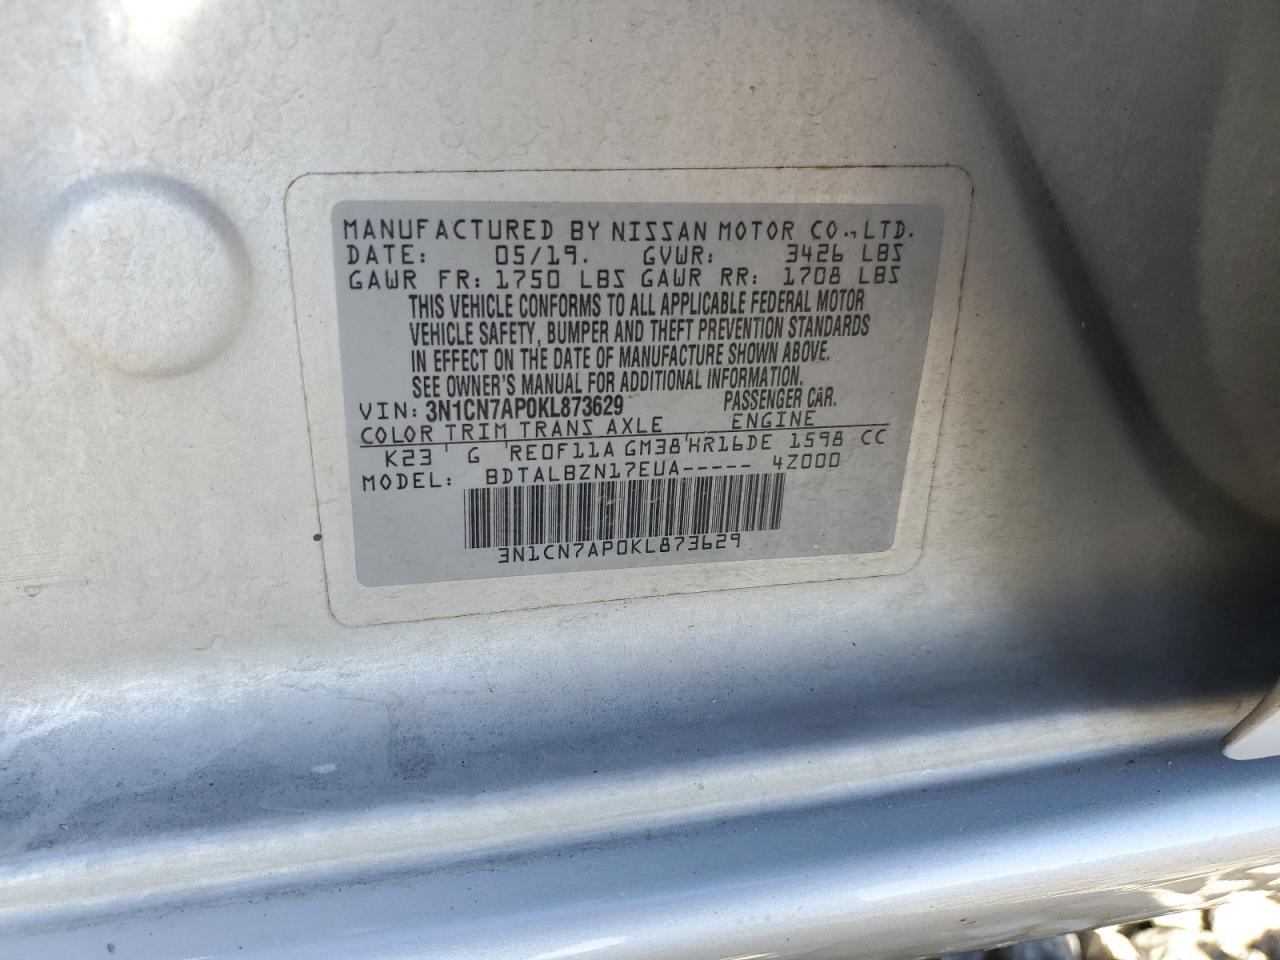 MANUFACTURED BY NISSAN MOTOR CO., LTD.
DATE: 05/19. GVWR: 3426 LBS
GAWR FR: 1750 LBS GAWR RR: 1708 LBS
THIS VEHICLE CONFORMS TO ALL APPLICABLE FEDERAL MOTOR
VEHICLE SAFETY, BUMPER AND THEFT PREVENTION STANDARDS
IN EFFECT ON THE DATE OF MANUFACTURE SHOWN ABOVE.
SEE OWNER'S MANUAL FOR ADDITIONAL INFORMATION.
VIN: 3N1CN7AP0KL873629 PASSENGER CAR.
COLOR TRIM TRANS AXLE ENGINE
K23 G RE0F11A GM38 HR16DE 1598 CC
MODEL: BDTALBZN17EUA----- 4Z000
3N1CN7AP0KL873629